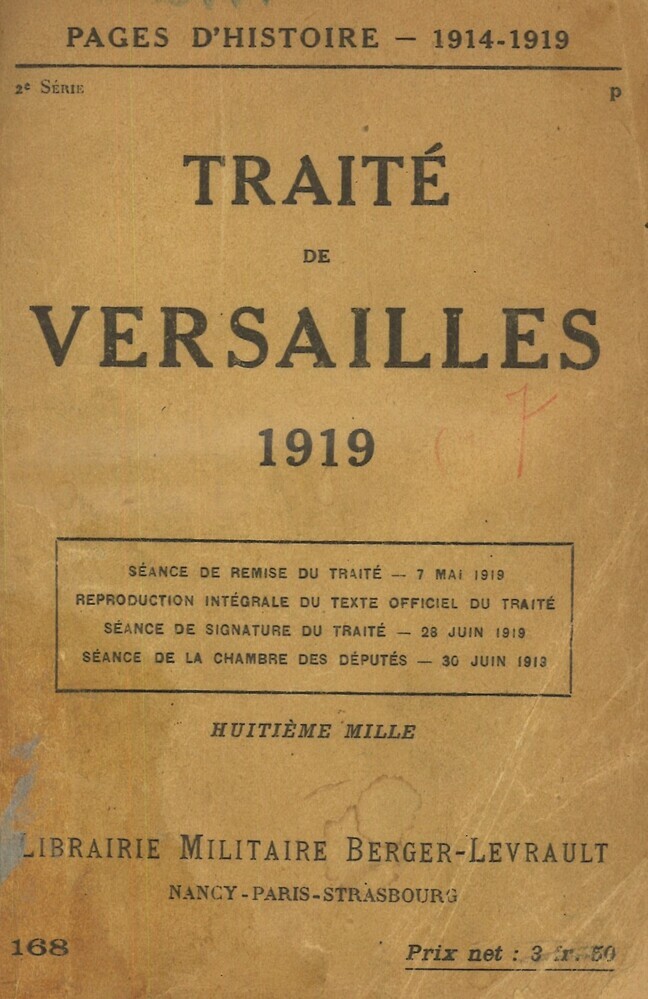 PAGES D'HISTOIRE — 1914-1919
2e SÉRIE P
TRAITÉ
DE
VERSAILLES
1919
7
SÉANCE DE REMISE DU TRAITÉ — 7 MAI 1919
REPRODUCTION INTÉGRALE DU TEXTE OFFICIEL DU TRAITÉ
SÉANCE DE SIGNATURE DU TRAITÉ — 28 JUIN 1919
SÉANCE DE LA CHAMBRE DES DÉPUTÉS — 30 JUIN 1919
HUITIÈME MILLE
LIBRAIRIE MILITAIRE BERGER-LEVRAULT
NANCY-PARIS-STRASBOURG
168 Prix net : 3 fr. 50